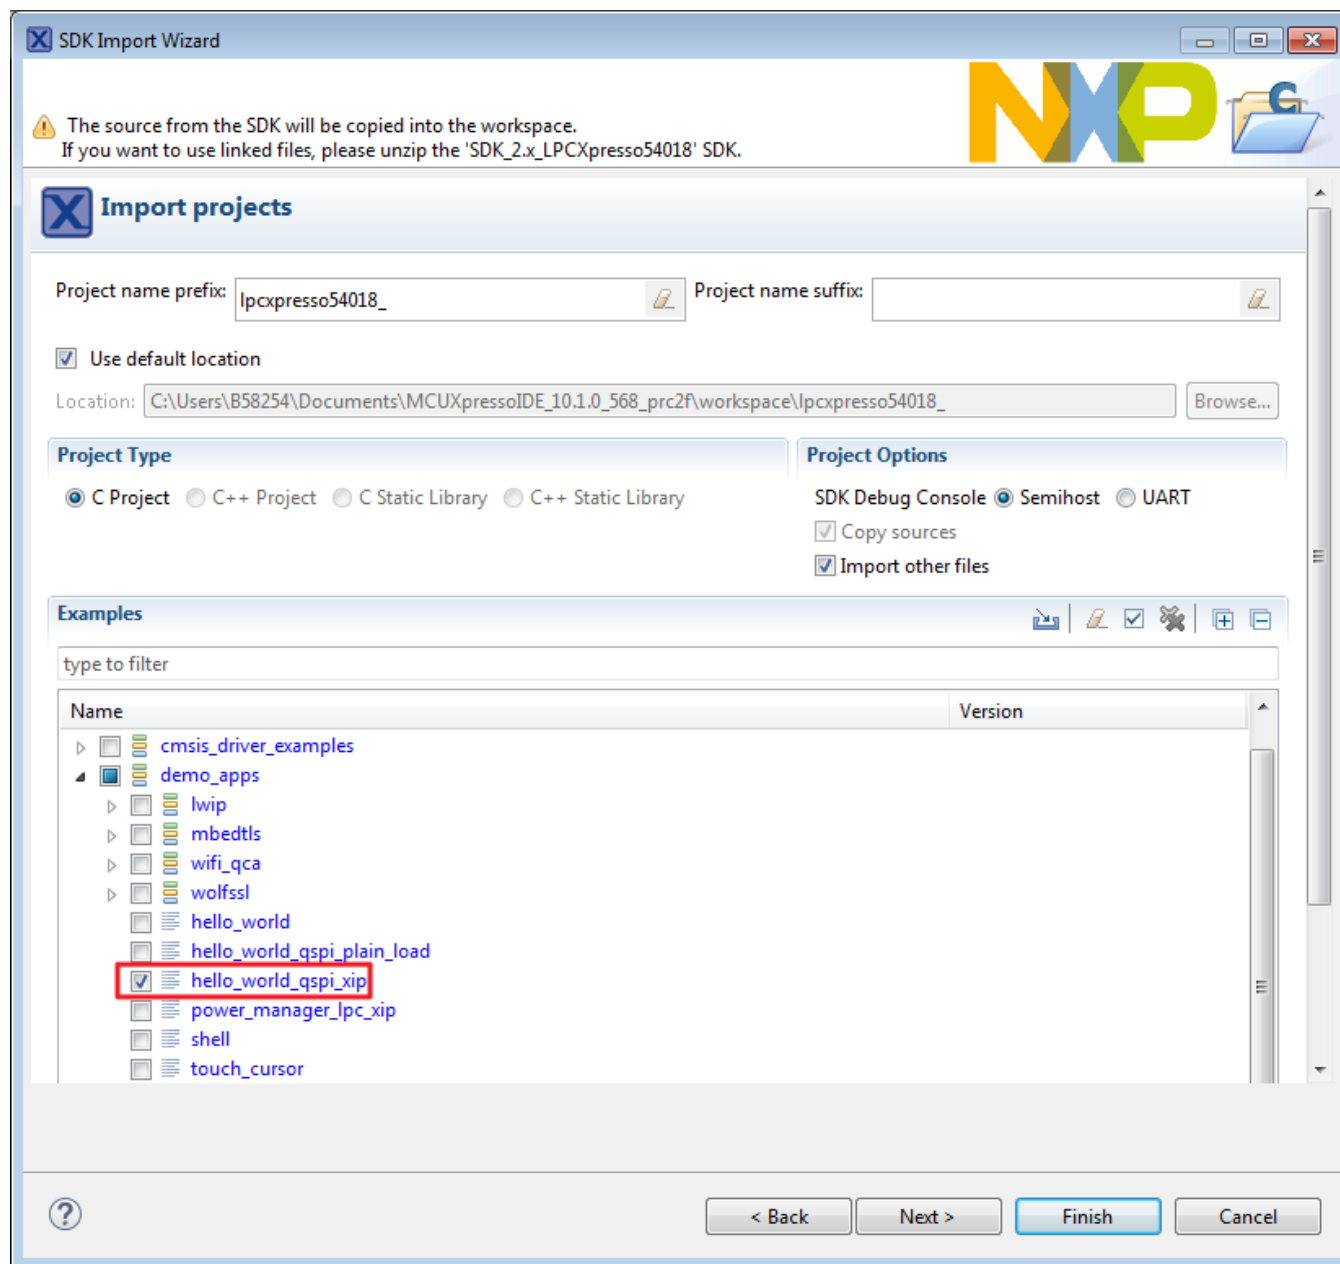 SDK Import Wizard
NXP
The source from the SDK will be copied into the workspace.
If you want to use linked files, please unzip the 'SDK_2.x_LPCXpresso54018' SDK.
Import projects
Project name prefix: lpcxpresso54018_ Project name suffix:
Use default location
Location: C:\Users\B58254\Documents\MCUXpressoIDE_10.1.0_568_prc2f\workspace\lpcxpresso54018_ Browse...
Project Type
C Project C++ Project C Static Library C++ Static Library
Project Options
SDK Debug Console Semihost UART
Copy sources
Import other files
Examples
type to filter
Name Version
cmsis_driver_examples
demo_apps
lwip
mbedtls
wifi_qca
wolfssl
hello_world
hello_world_qspi_plain_load
hello_world_qspi_xip
power_manager_lpc_xip
shell
touch_cursor
< Back Next > Finish Cancel